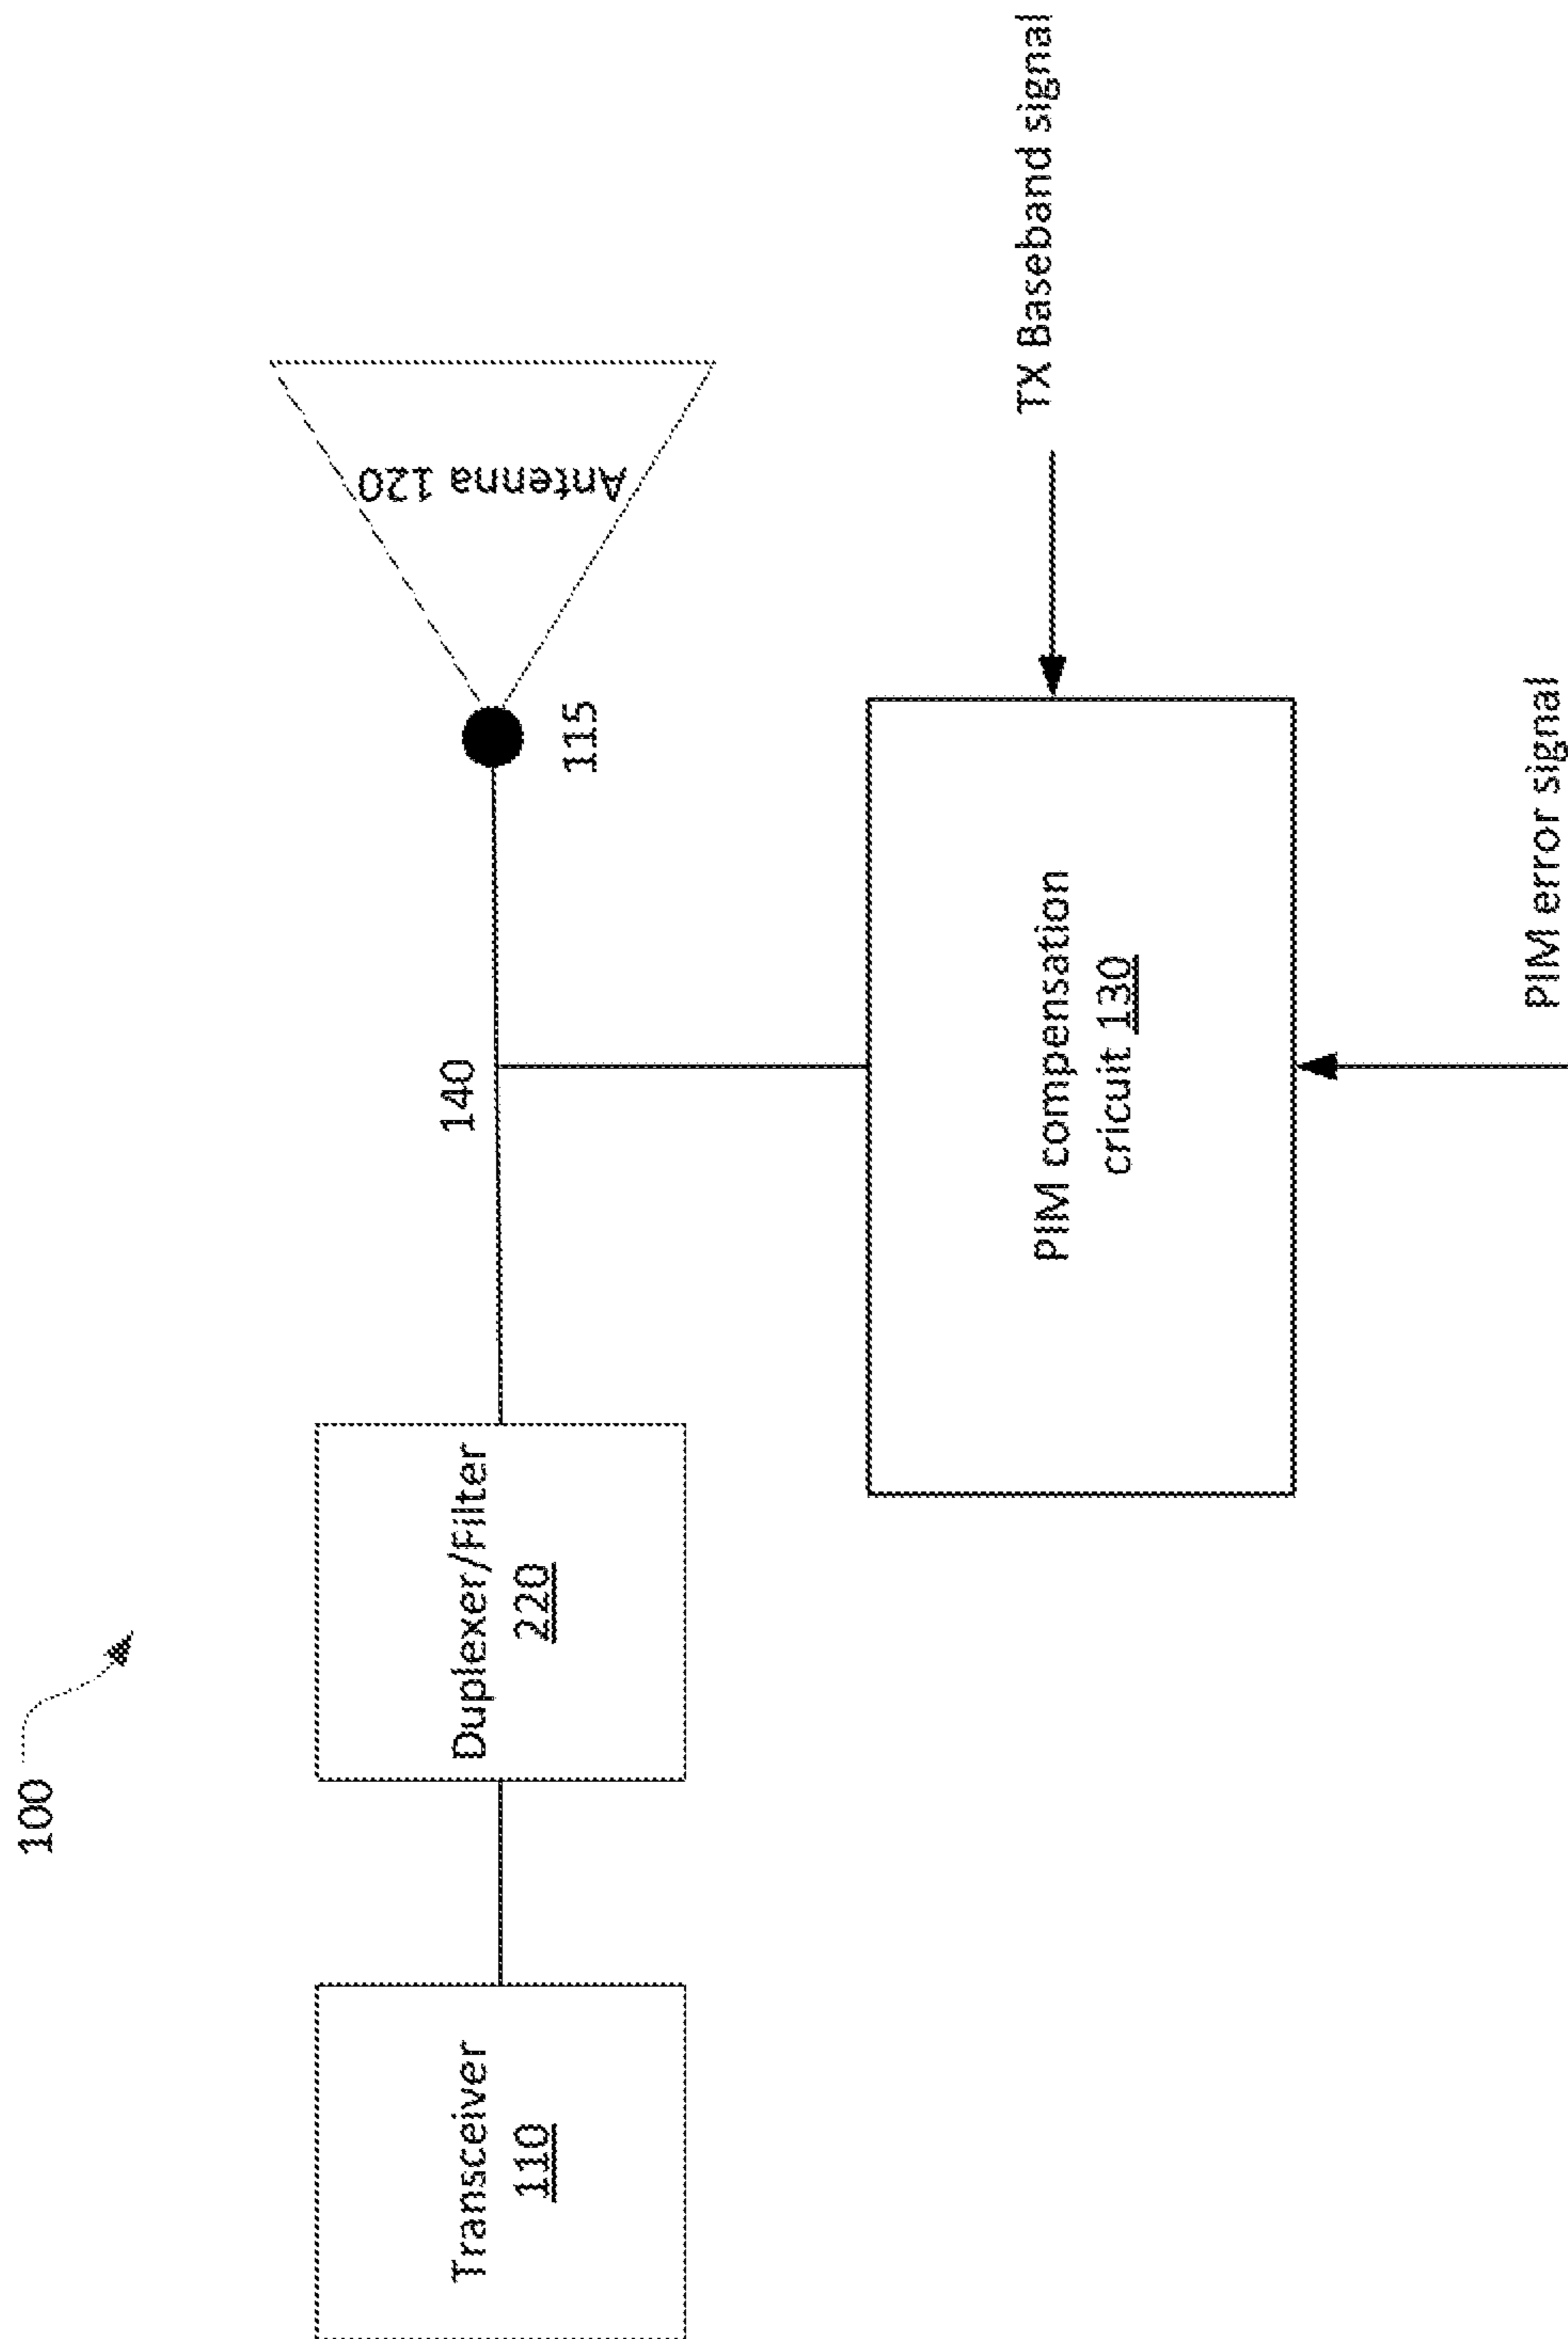 100
Transceiver
110
Duplexer/Filter
220
140
115
Antenna 120
PIM compensation
cricuit 130
TX Baseband signal
PIM error signal